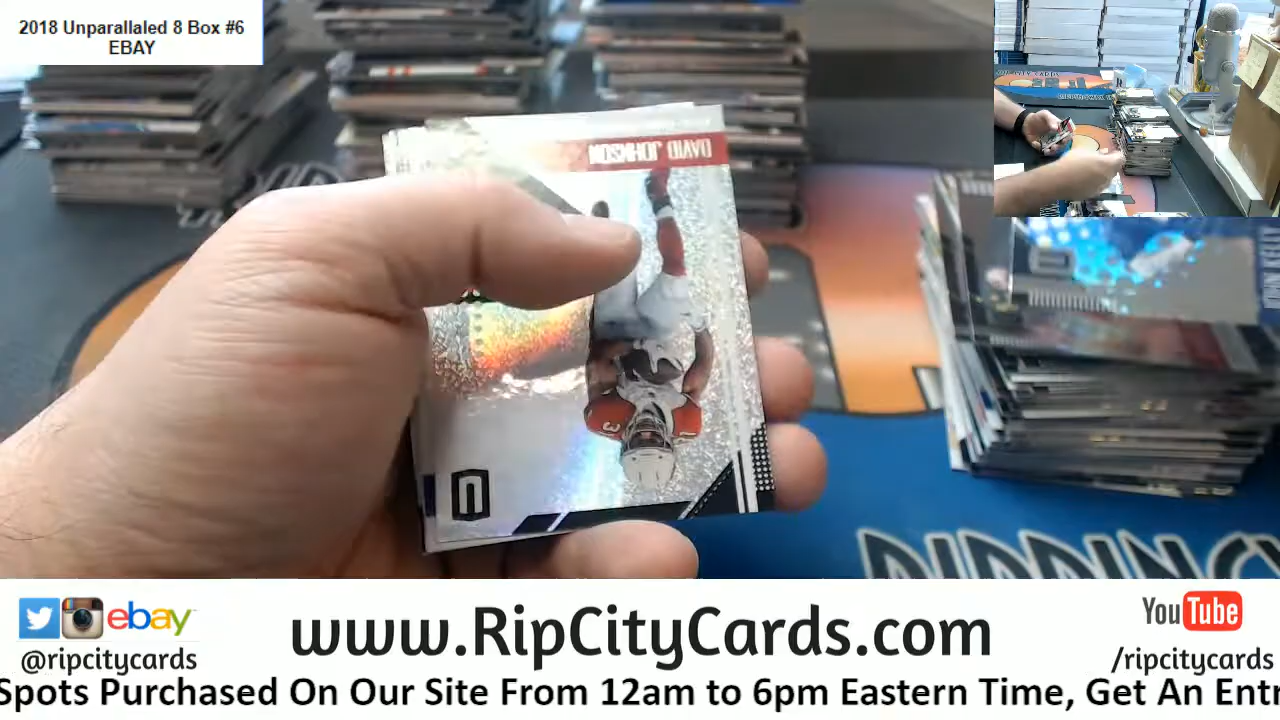 2018 Unparallaled 8 Box #6
EBAY
DAVID JOHNSON
ebay
@ripcitycards
www.RipCityCards.com
YouTube
/ripcitycards
Spots Purchased On Our Site From 12am to 6pm Eastern Time, Get An Entr